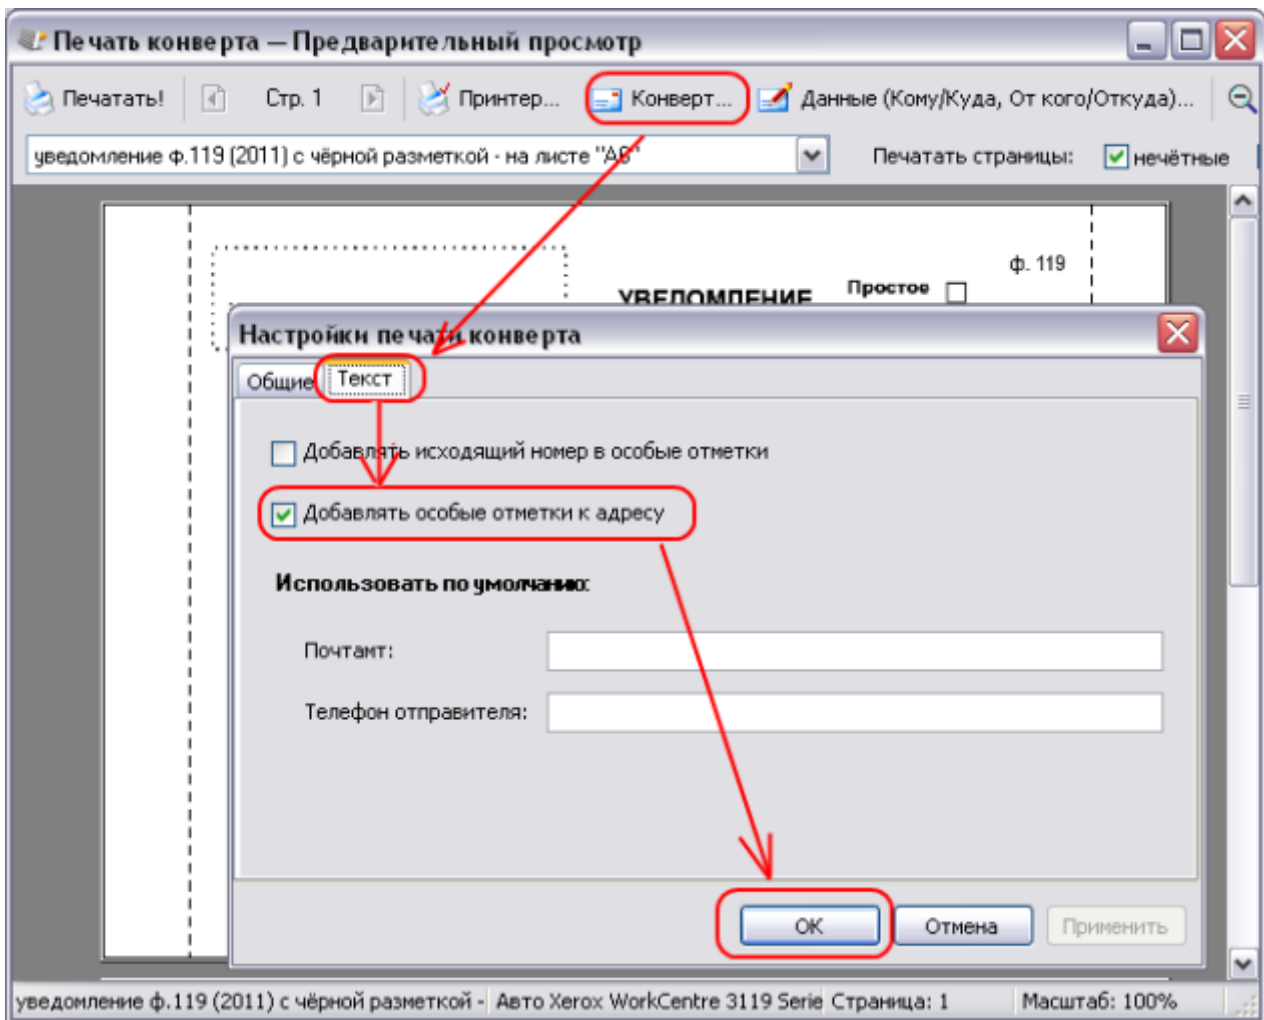 Печать конверта — Предварительный просмотр
Печатать! Стр. 1 Принтер... Конверт... Данные (Кому/Куда, От кого/Откуда)...
уведомление ф.119 (2011) с чёрной разметкой - на листе "A6" Печатать страницы: нечётные
ф. 119
УВЕДОМЛЕНИЕ Простое
Настройки печати конверта
Общие Текст
Добавлять исходящий номер в особые отметки
Добавлять особые отметки к адресу
Использовать по умолчанию:
Почтамт:
Телефон отправителя:
OK Отмена Применить
уведомление ф.119 (2011) с чёрной разметкой - Авто Xerox WorkCentre 3119 Serie Страница: 1 Масштаб: 100%